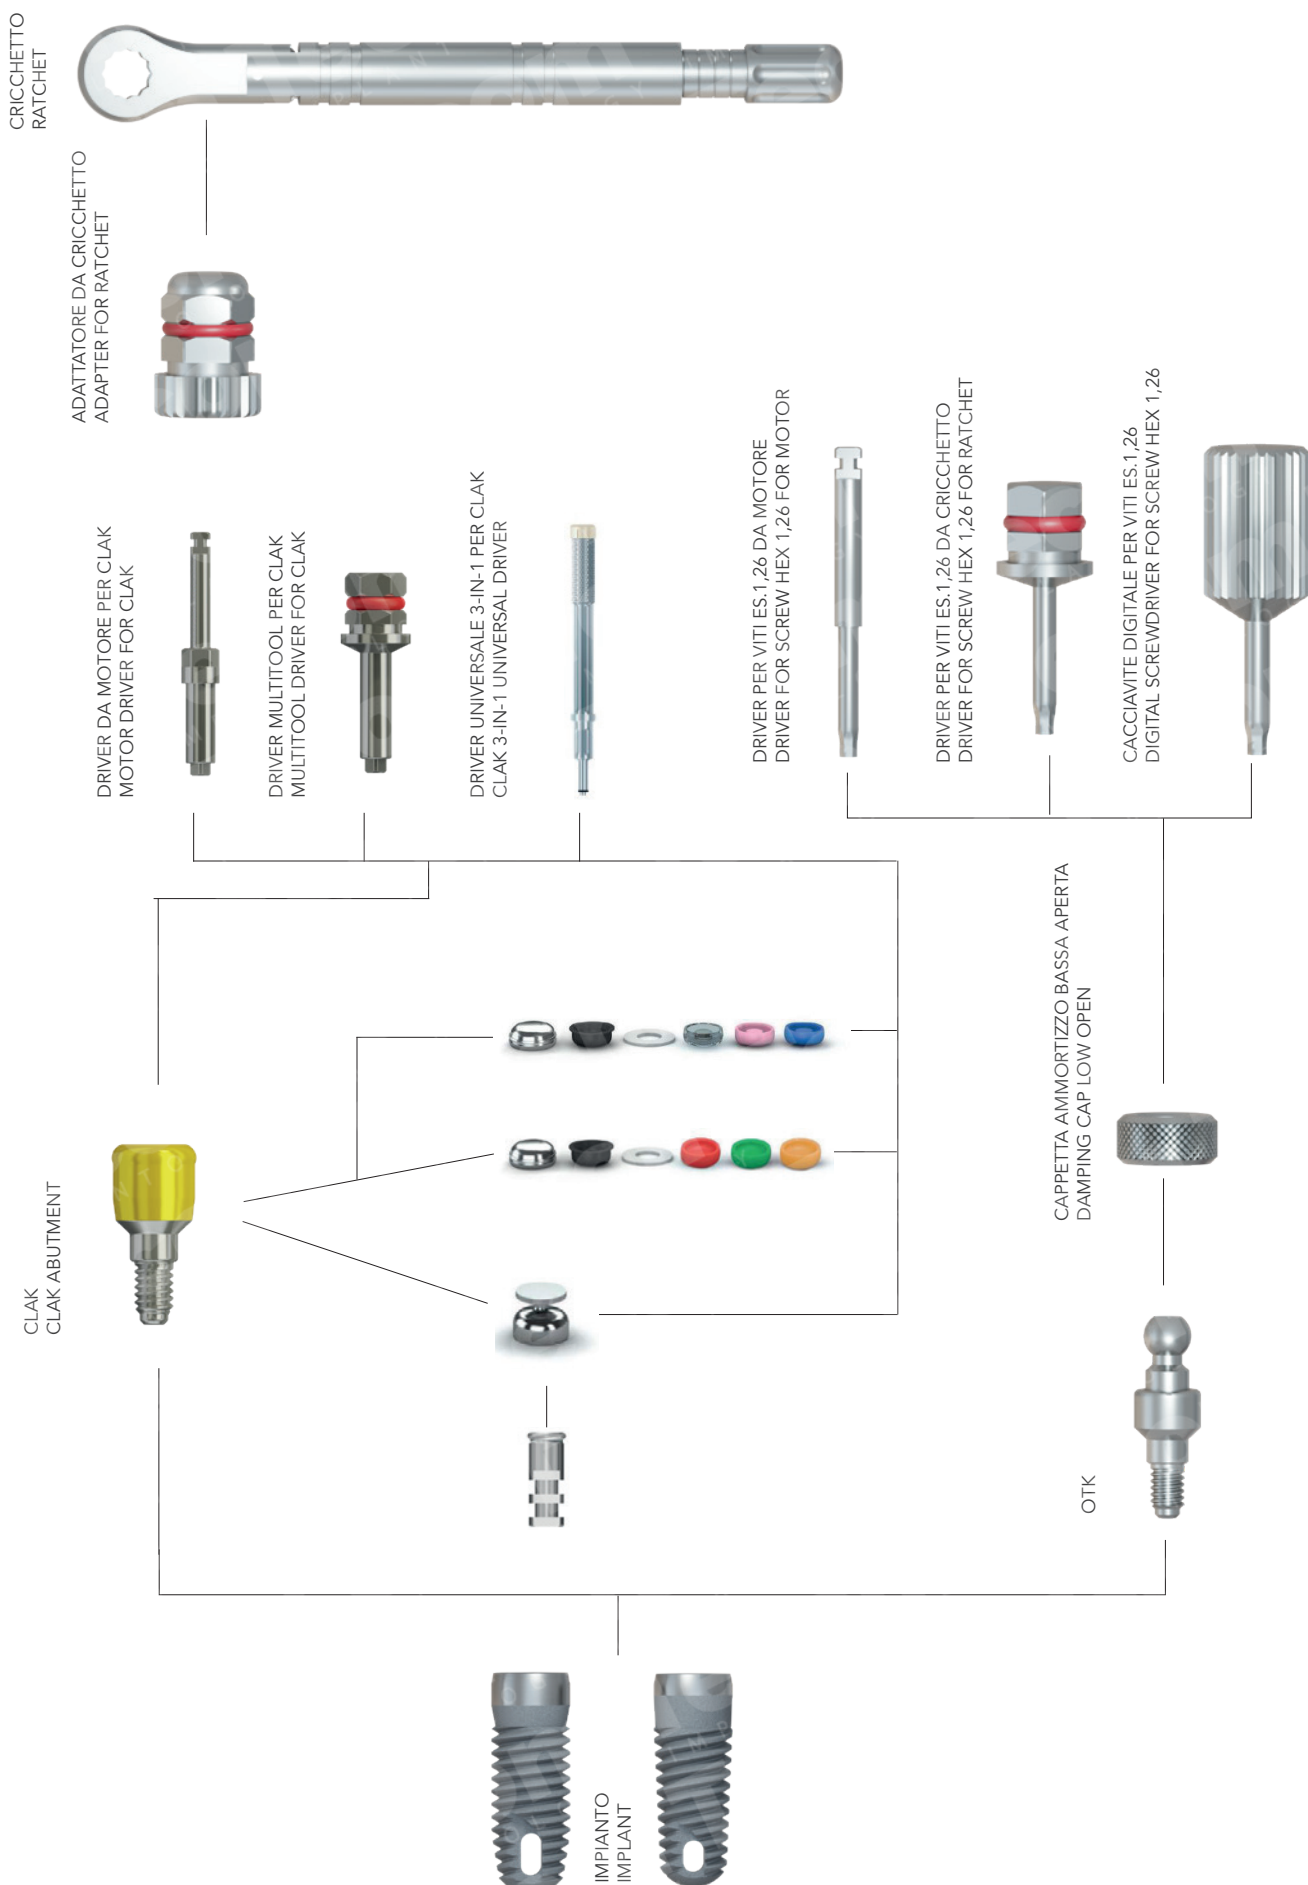 CRICCHETTO
RATCHET
ADATTATORE DA CRICCHETTO
ADAPTER FOR RATCHET
DRIVER DA MOTORE PER CLAK
MOTOR DRIVER FOR CLAK
DRIVER MULTITOOL PER CLAK
MULTITOOL DRIVER FOR CLAK
DRIVER UNIVERSALE 3-IN-1 PER CLAK
CLAK 3-IN-1 UNIVERSAL DRIVER
DRIVER PER VITI ES.1,26 DA MOTORE
DRIVER FOR SCREW HEX 1,26 FOR MOTOR
DRIVER PER VITI ES.1,26 DA CRICCHETTO
DRIVER FOR SCREW HEX 1,26 FOR RATCHET
CACCIAVITE DIGITALE PER VITI ES.1,26
DIGITAL SCREWDRIVER FOR SCREW HEX 1,26
CLAK
CLAK ABUTMENT
CAPPETTA AMMORTIZZO BASSA APERTA
DAMPING CAP LOW OPEN
OTK
IMPIANTO
IMPLANT